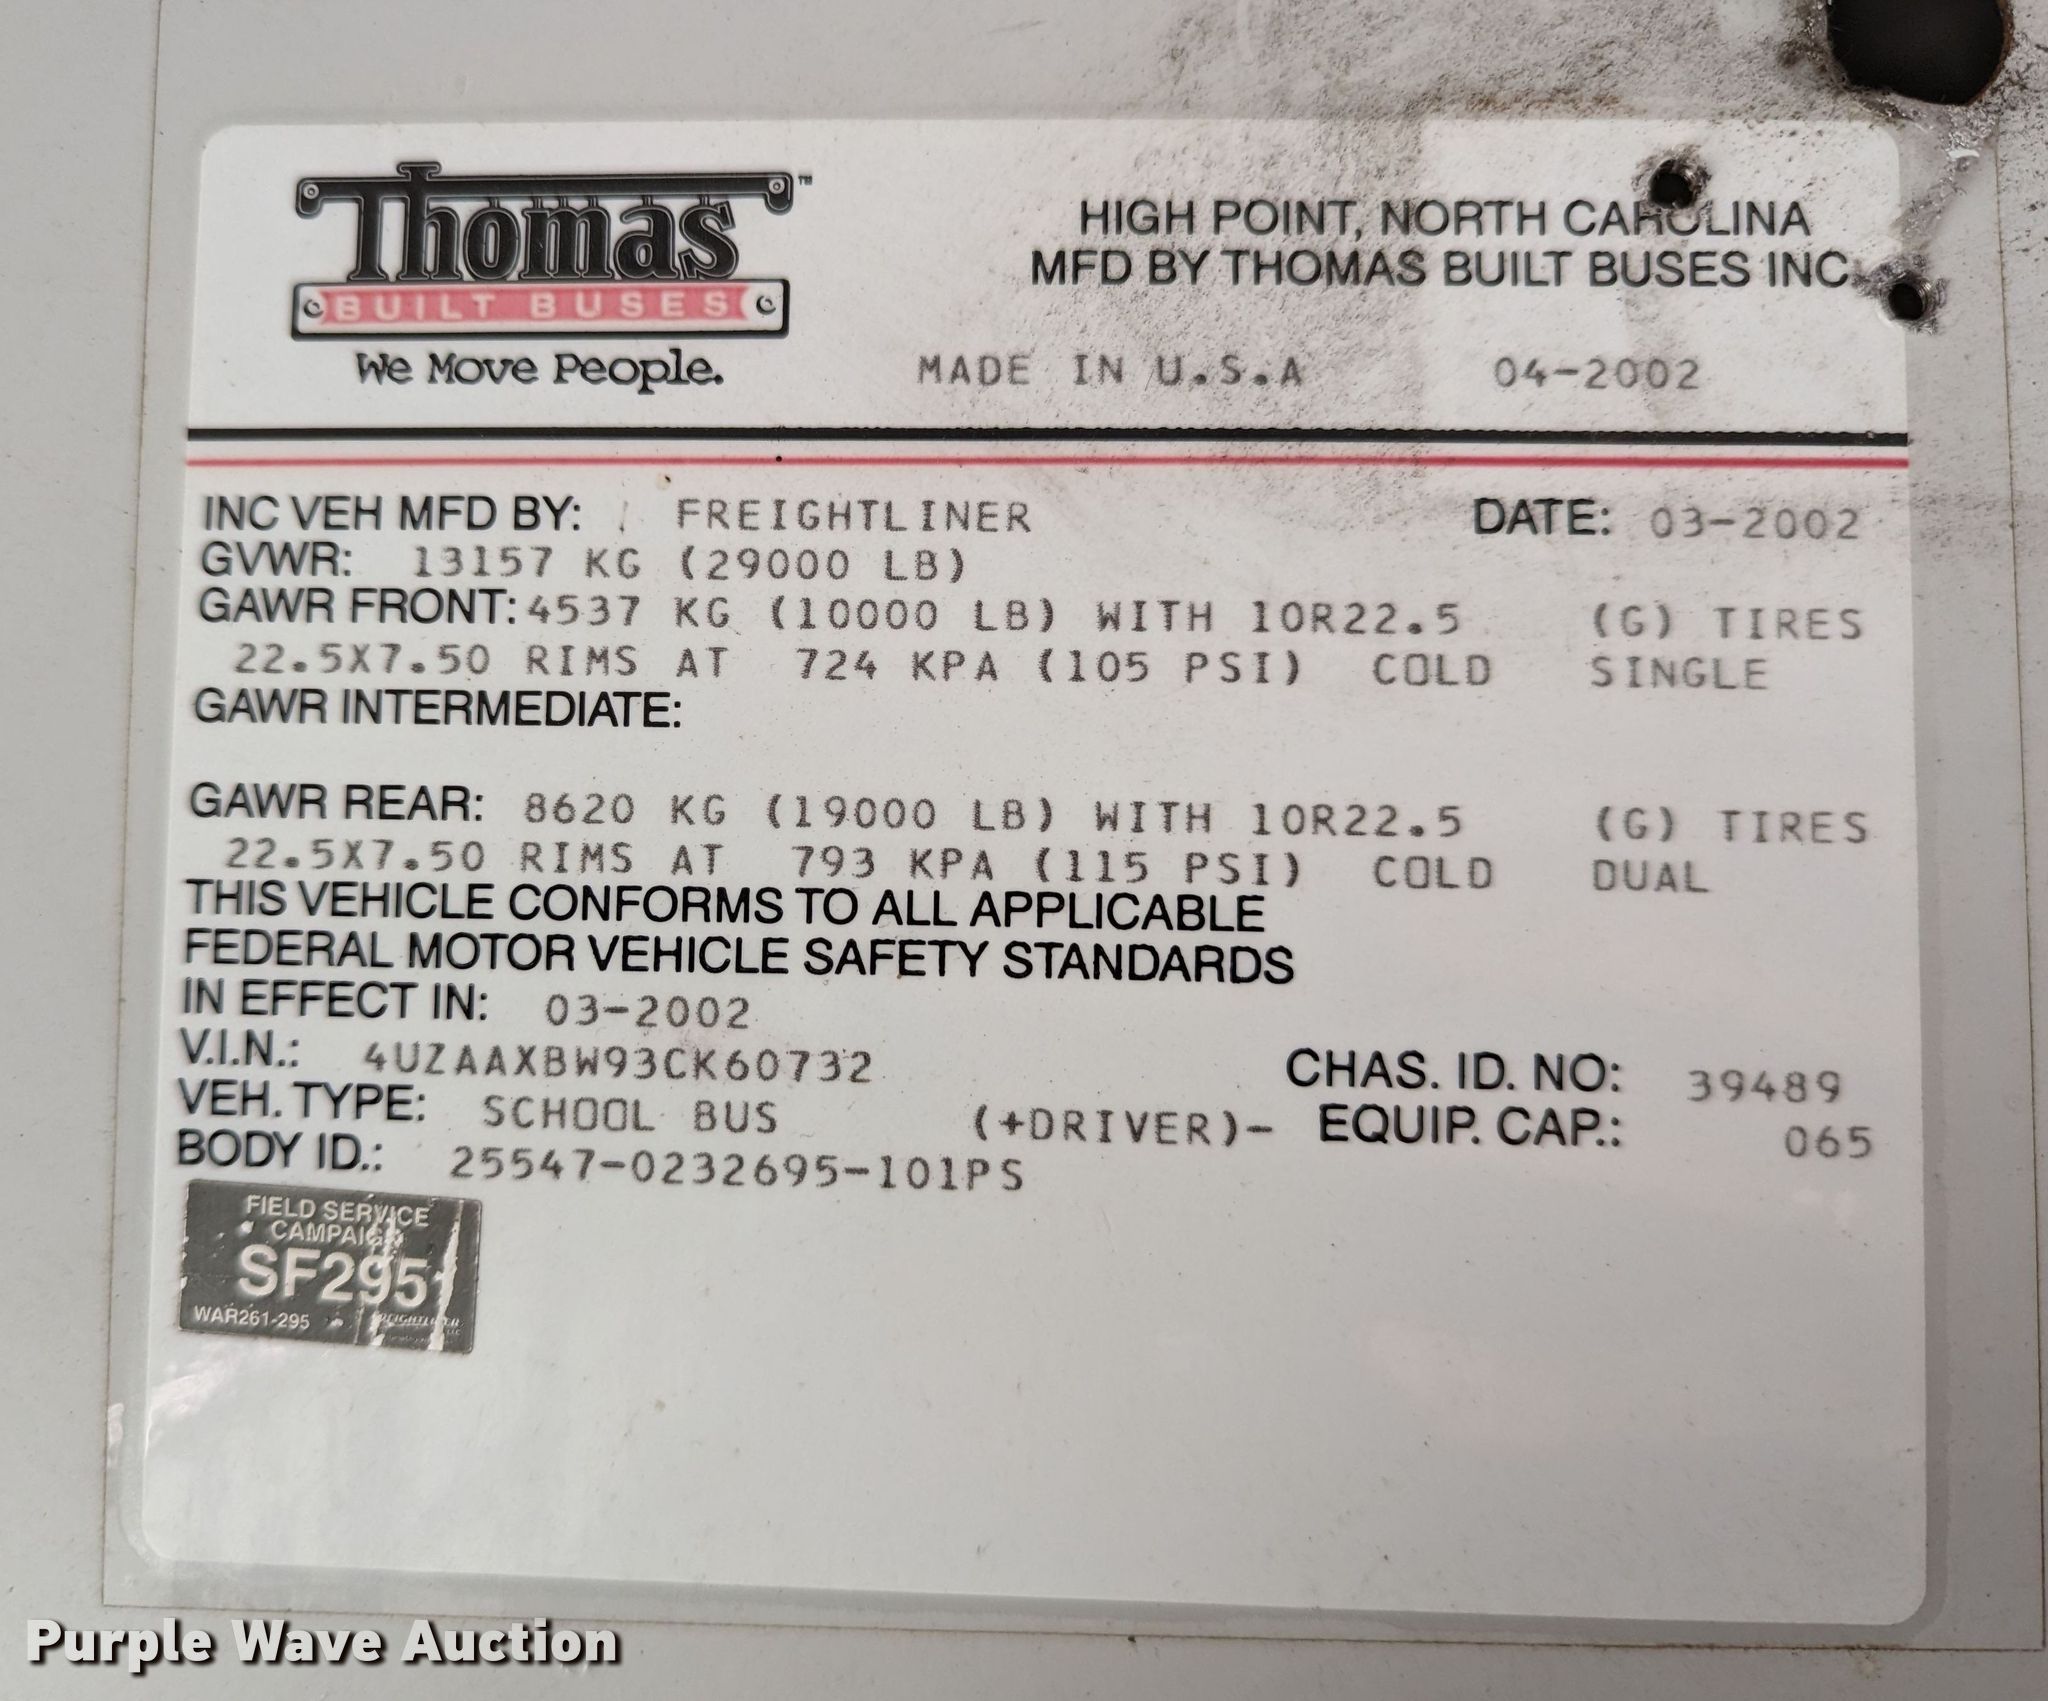 Thomas™
BUILT BUSES
We Move People.
HIGH POINT, NORTH CAROLINA
MFD BY THOMAS BUILT BUSES INC.
MADE IN U.S.A 04-2002
INC VEH MFD BY: FREIGHTLINER DATE: 03-2002
GVWR: 13157 KG (29000 LB)
GAWR FRONT: 4537 KG (10000 LB) WITH 10R22.5 (G) TIRES
22.5X7.50 RIMS AT 724 KPA (105 PSI) COLD SINGLE
GAWR INTERMEDIATE:
GAWR REAR: 8620 KG (19000 LB) WITH 10R22.5 (G) TIRES
22.5X7.50 RIMS AT 793 KPA (115 PSI) COLD DUAL
THIS VEHICLE CONFORMS TO ALL APPLICABLE
FEDERAL MOTOR VEHICLE SAFETY STANDARDS
IN EFFECT IN: 03-2002
V.I.N.: 4UZAAXBW93CK60732 CHAS. ID. NO: 39489
VEH. TYPE: SCHOOL BUS (+DRIVER)- EQUIP. CAP.: 065
BODY ID.: 25547-0232695-101PS
FIELD SERVICE
CAMPAIGN
SF295
WAR261-295 FREIGHTLINER
LLC
Purple Wave Auction